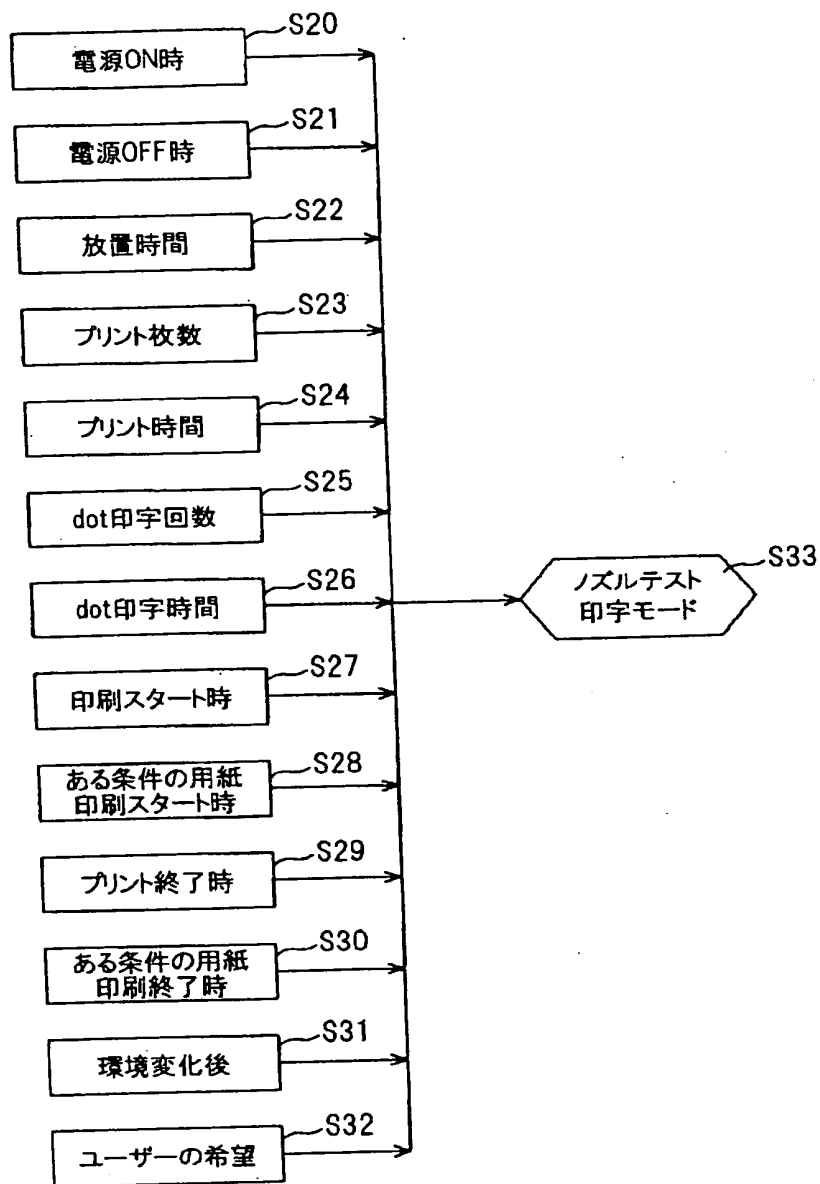 S20
電源ON時
S21
電源OFF時
S22
放置時間
S23
プリント枚数
S24
プリント時間
S25
dot印字回数
S26
dot印字時間
S27
印刷スタート時
S28
ある条件の用紙
印刷スタート時
S29
プリント終了時
S30
ある条件の用紙
印刷終了時
S31
環境変化後
S32
ユーザーの希望
S33
ノズルテスト
印字モード